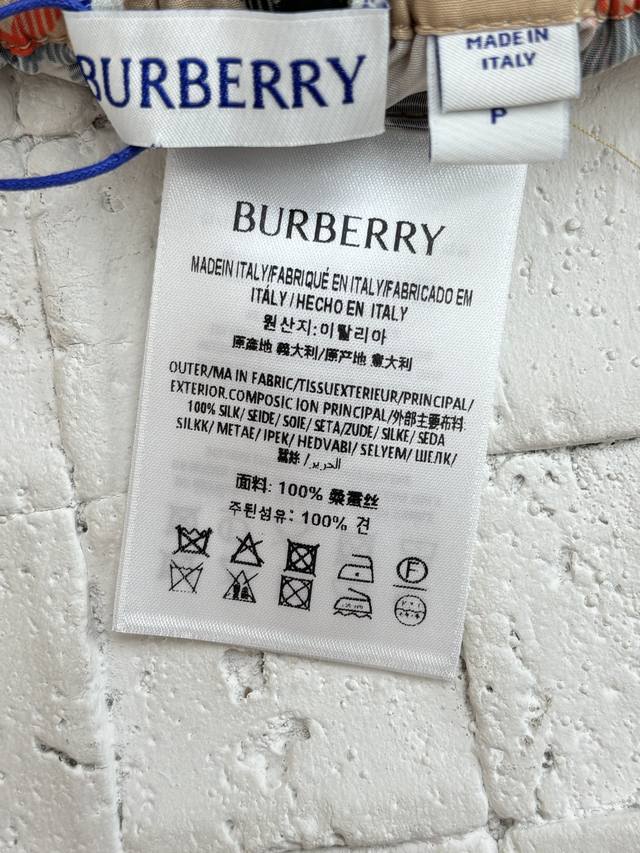 BURBERRY
MADE IN
ITALY
P
BURBERRY
MADEIN ITALY/FABRIQUÉ EN ITALY/FABRICADO EM
ITÁLY / HECHO EN ITALY
원산지:이탈리아
原產地 義大利/原产地 意大利
OUTER/MA IN FABRIC/TISSUEXTERIEUR/PRINCIPAL/
EXTERIOR.COMPOSIC ION PRINCIPAL/外部主要布料:
100% SILK/ SEIDE/ SOIE/ SETA/ZUDE/ SILKE/ SEDA
SILKK/ METAE/ IPEK/ HEDVABI/ SELYEM/ ШЕЛК/
蠶絲 / الحرير/
面料: 100% 桑蚕丝
주된섬유: 100% 견
F